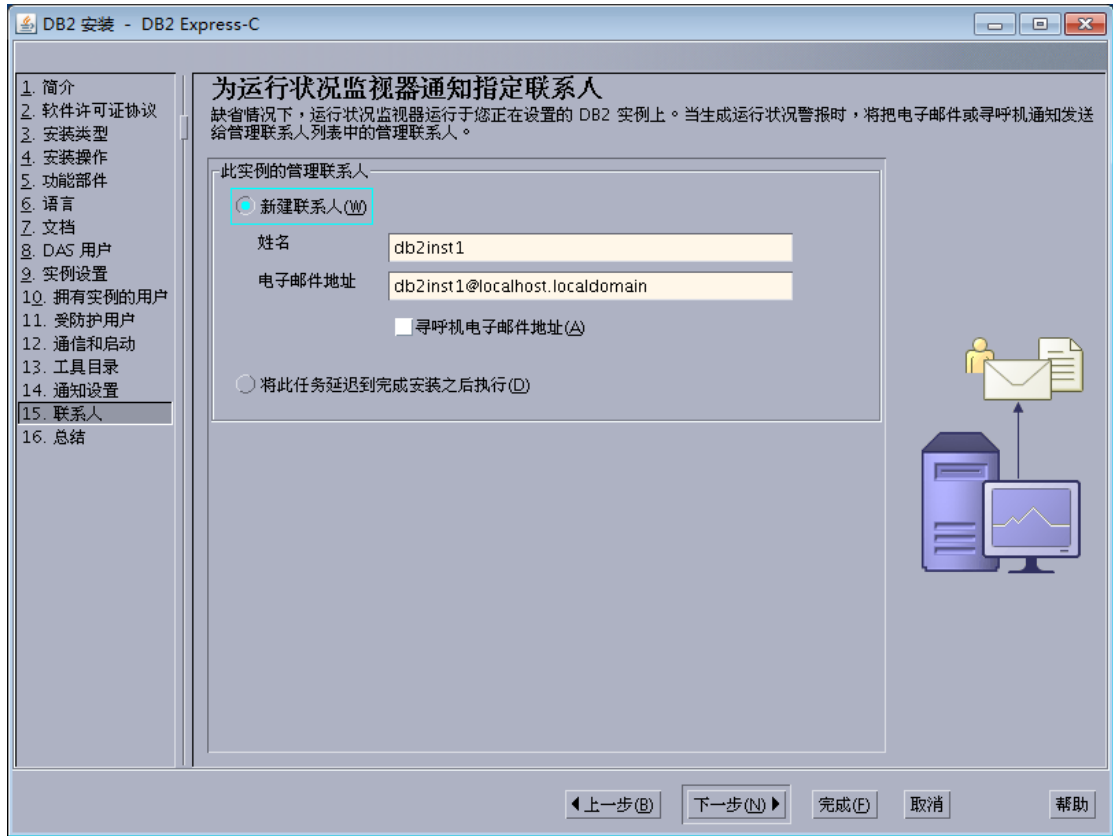 DB2 安装 - DB2 Express-C
1. 简介
2. 软件许可证协议
3. 安装类型
4. 安装操作
5. 功能部件
6. 语言
7. 文档
8. DAS 用户
9. 实例设置
10. 拥有实例的用户
11. 受防护用户
12. 通信和启动
13. 工具目录
14. 通知设置
15. 联系人
16. 总结
为运行状况监视器通知指定联系人
缺省情况下，运行状况监视器运行于您正在设置的 DB2 实例上。当生成运行状况警报时，将把电子邮件或寻呼机通知发送
给管理联系人列表中的管理联系人。
此实例的管理联系人
新建联系人(W)
姓名 db2inst1
电子邮件地址 db2inst1@localhost.localdomain
寻呼机电子邮件地址(A)
将此任务延迟到完成安装之后执行(D)
上一步(B) 下一步(N) 完成(F) 取消 帮助